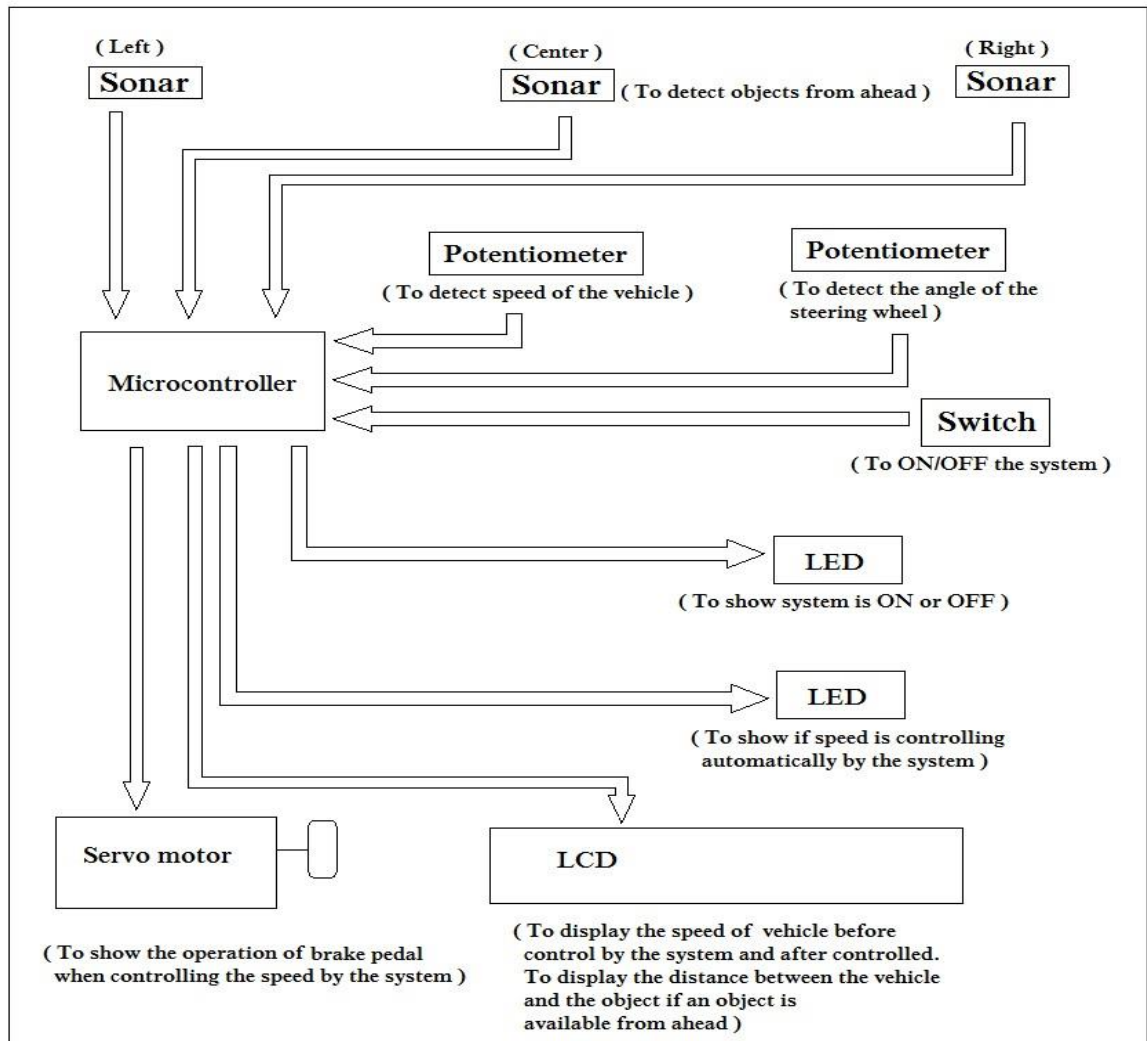 ( Left )
Sonar
( Center )
Sonar
( To detect objects from ahead )
( Right )
Sonar
Potentiometer
( To detect speed of the vehicle )
Potentiometer
( To detect the angle of the
steering wheel )
Microcontroller
Switch
( To ON/OFF the system )
LED
( To show system is ON or OFF )
LED
( To show if speed is controlling
automatically by the system )
Servo motor
( To show the operation of brake pedal
when controlling the speed by the system )
LCD
( To display the speed of vehicle before
control by the system and after controlled.
To display the distance between the vehicle
and the object if an object is
available from ahead )